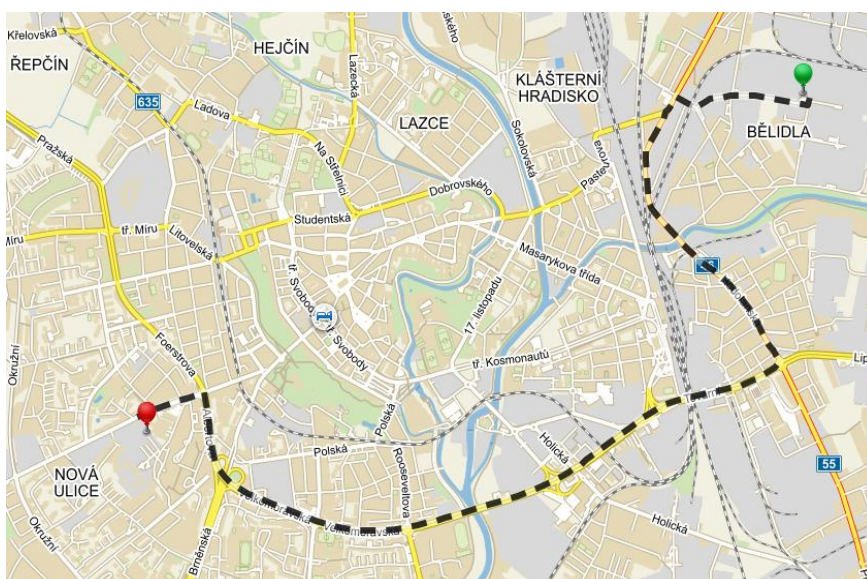 Křelovská
HEJČÍN
ŘEPČÍN
Lazecká
KLÁŠTERNÍ
HRADISKO
635
Ladova
LAZCE
BĚLIDLA
Pražská
Na Střelnici
Sokolovská
Pasteurova
Dobrovského
Studentská
tř. Míru
Míru
Litovelská
Masarykova třída
tř. Svobody
tř. Svobody
17. listopadu
Foerstrova
Okružní
tř. Kosmonautů
Lip
Polská
Polská
Holická
NOVÁ
ULICE
Rooseveltova
55
Velkomoravská
Velkomoravská
Holická
Okružní
Brněnská